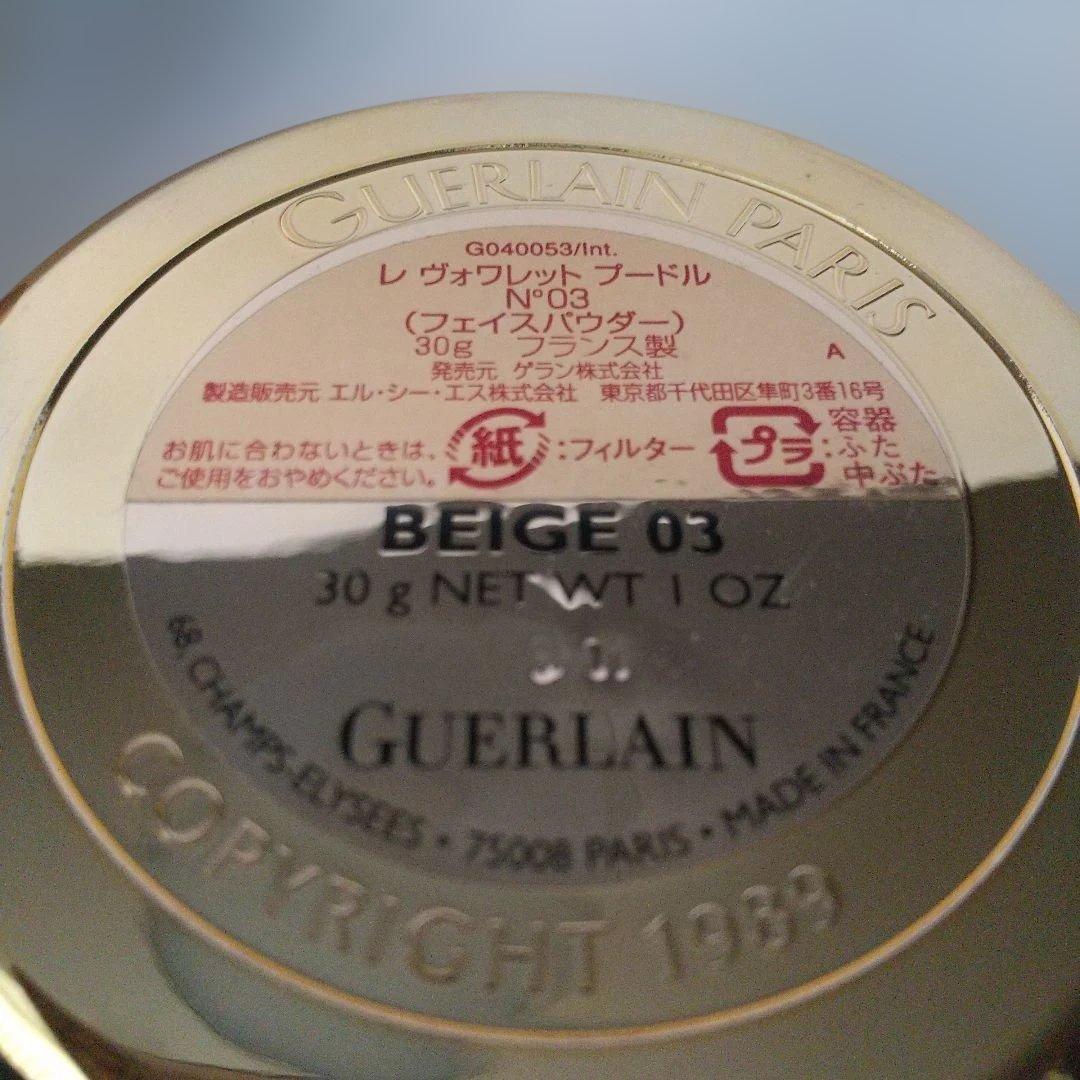 GUERLAIN PARIS
G040053/Int.
レ ヴォワレット プードル
N°03
(フェイスパウダー)
30g フランス製
A
発売元 ゲラン株式会社
製造販売元 エル・シー・エス株式会社 東京都千代田区隼町3番16号
お肌に合わないときは、
ご使用をおやめください。
紙:フィルター
プラ:容器
ふた
中ぶた
BEIGE 03
30 g NET WT 1 OZ
GUERLAIN
68, CHAMPS-ELYSEES • 75008 PARIS • MADE IN FRANCE
COPYRIGHT 1989